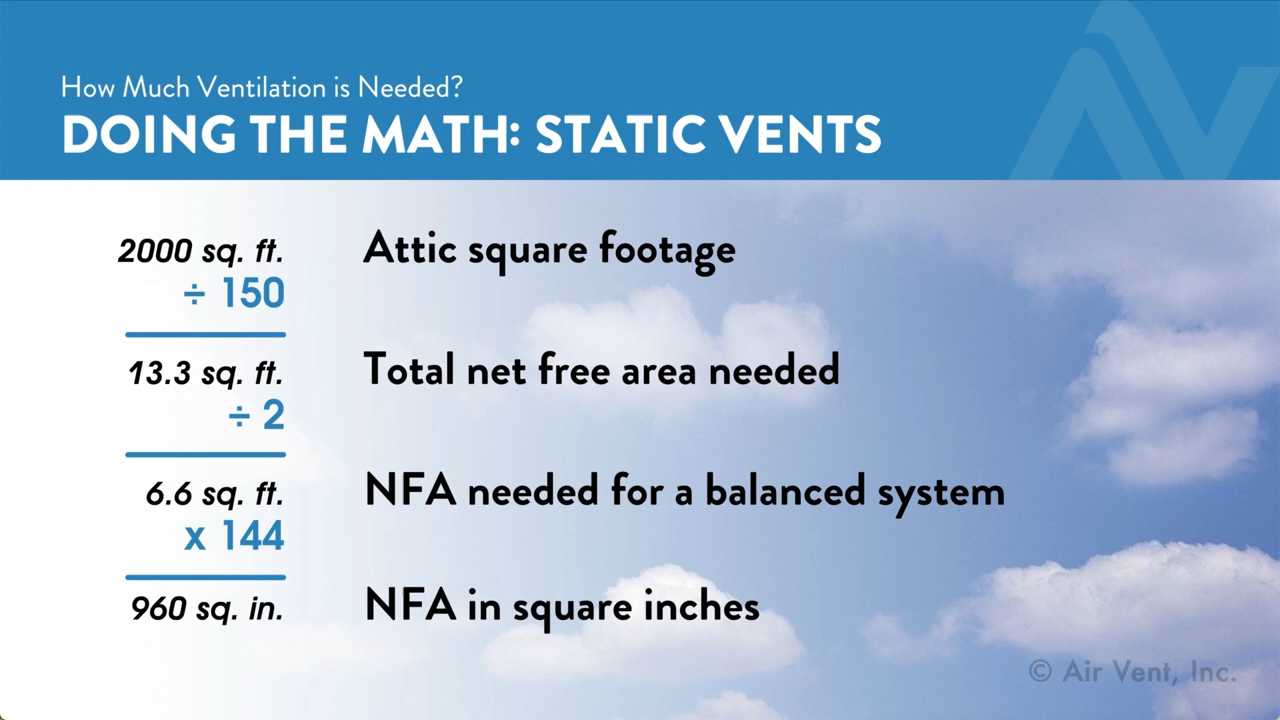 How Much Ventilation is Needed?
DOING THE MATH: STATIC VENTS
2000 sq. ft. Attic square footage
÷ 150
13.3 sq. ft. Total net free area needed
÷ 2
6.6 sq. ft. NFA needed for a balanced system
x 144
960 sq. in. NFA in square inches
© Air Vent, Inc.